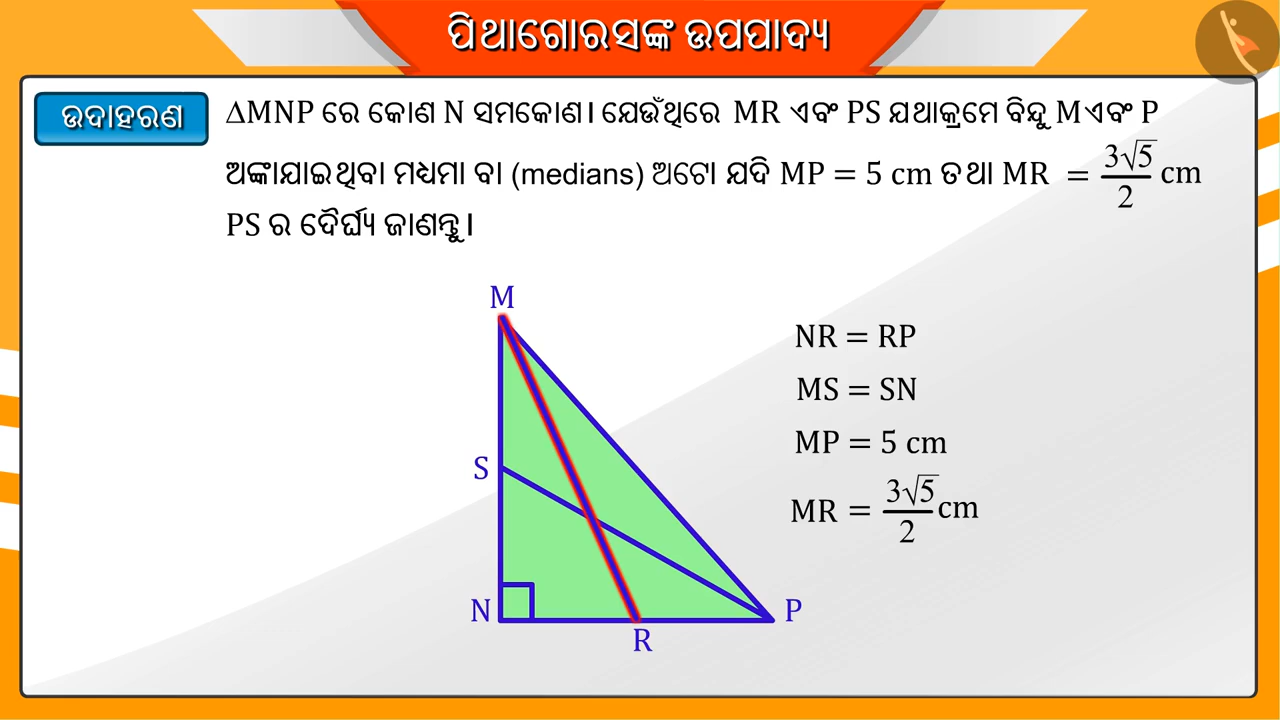 ପିଥାଗୋରସଙ୍କ ଉପପାଦ୍ୟ
ଉଦାହରଣ
ΔMNP ରେ କୋଣ N ସମକୋଣ। ଯେଉଁଥିରେ MR ଏବଂ PS ଯଥାକ୍ରମେ ବିନ୍ଦୁ M ଏବଂ P
ଅଙ୍କାଯାଇଥିବା ମଧ୍ୟମା ବା (medians) ଅଟେ। ଯଦି MP = 5 cm ତଥା MR = 3√5/2 cm
PS ର ଦୈର୍ଘ୍ୟ ଜାଣନ୍ତୁ।
M
NR = RP
MS = SN
MP = 5 cm
S
MR = 3√5/2 cm
N
P
R